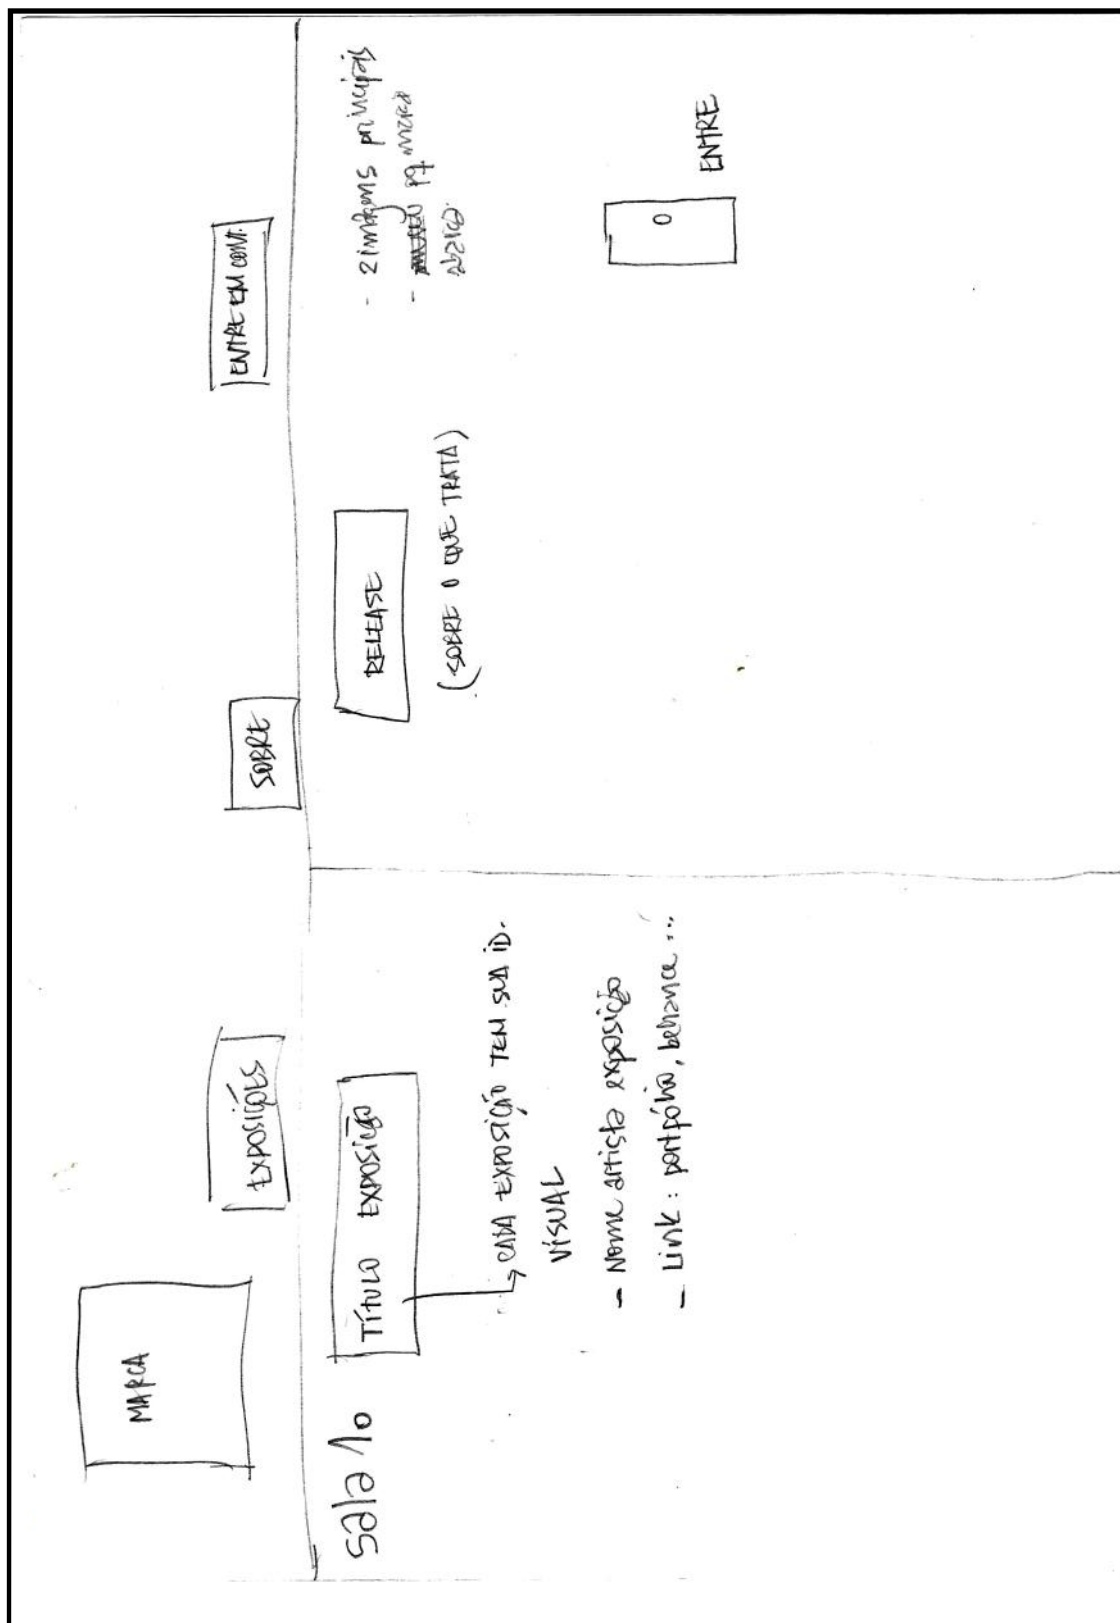 MARCA
EXPOSIÇÕES
SOBRE
ENTRE EM CONT.
sala 10
TÍTULO EXPOSIÇÃO
CADA EXPOSIÇÃO TEM SUA ID.
VISUAL
- Nome artista exposição
- Link: portfólio, behance ...
RELEASE
(SOBRE O QUE TRATA)
- 2 imagens principais
- pq.
ENTRE